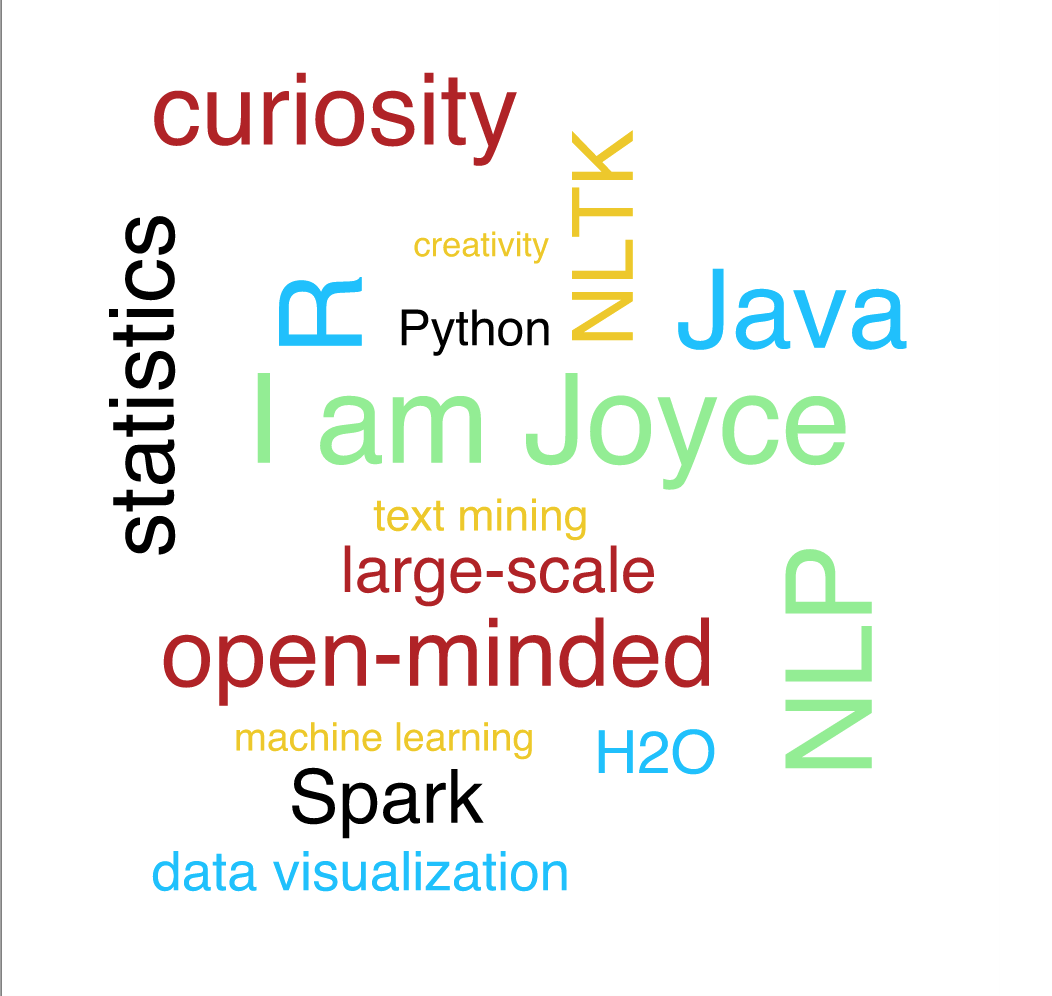 curiosity
NLTK
statistics
creativity
R
Python
Java
I am Joyce
text mining
large-scale
open-minded
NLP
machine learning
H2O
Spark
data visualization